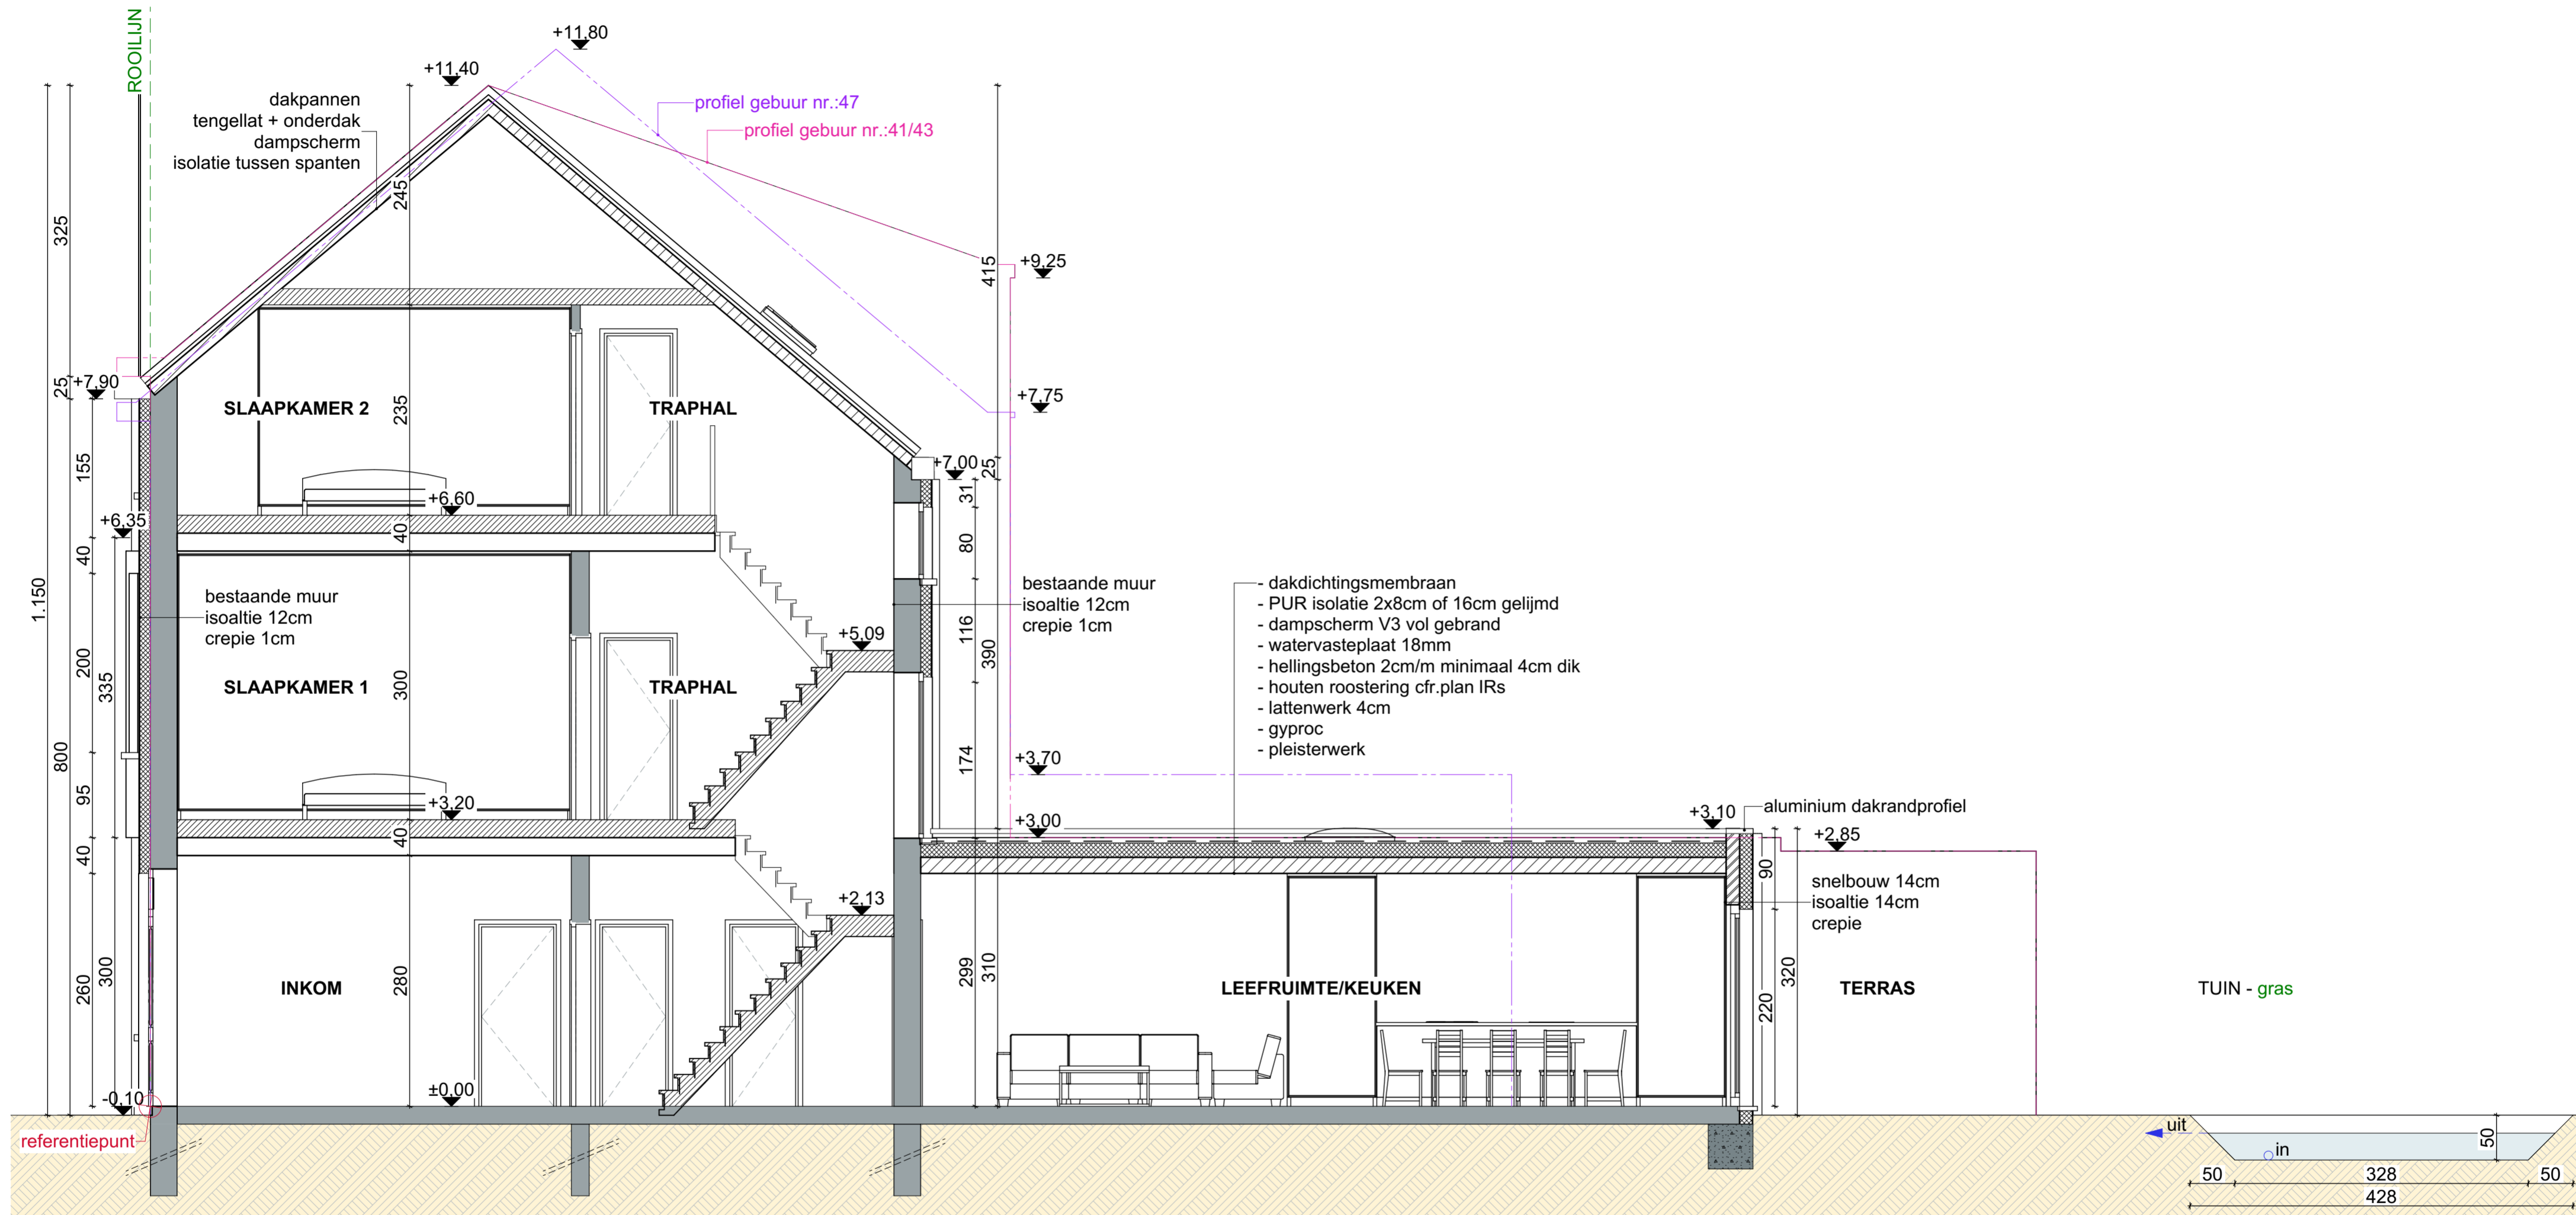 ROOILIJN
+11,80
+11,40
dakpannen
tengellat + onderdak
dampscherm
isolatie tussen spanten
profiel gebuur nr.:47
profiel gebuur nr.:41/43
245
325
415
+9,25
25
+7,90
+7,75
SLAAPKAMER 2
TRAPHAL
235
155
+7,00
25
31
+6,60
+6,35
40
40
80
1.150
bestaande muur
isoaltie 12cm
crepie 1cm
bestaande muur
isoaltie 12cm
crepie 1cm
- dakdichtingsmembraan
- PUR isolatie 2x8cm of 16cm gelijmd
- dampscherm V3 vol gebrand
- watervasteplaat 18mm
- hellingsbeton 2cm/m minimaal 4cm dik
- houten roostering cfr.plan IRs
- lattenwerk 4cm
- gyproc
- pleisterwerk
116
390
+5,09
200
335
SLAAPKAMER 1
300
TRAPHAL
800
174
+3,70
95
+3,20
+3,00
+3,10
aluminium dakrandprofiel
+2,85
40
40
90
snelbouw 14cm
isoaltie 14cm
crepie
+2,13
260
300
INKOM
280
299
310
LEEFRUIMTE/KEUKEN
220
320
TERRAS
TUIN - gras
-0,10
±0,00
referentiepunt
uit
in
50
50
328
50
428